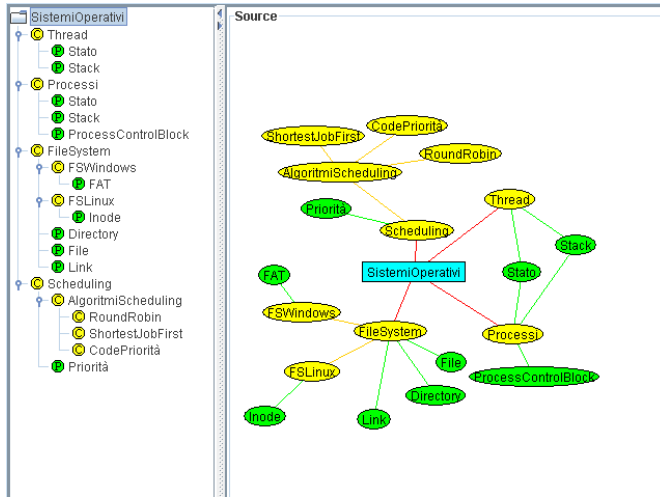 SistemiOperativi
C Thread
P Stato
P Stack
C Processi
P Stato
P Stack
P ProcessControlBlock
C FileSystem
C FSWindows
P FAT
C FSLinux
P Inode
P Directory
P File
P Link
C Scheduling
C AlgoritmiScheduling
C RoundRobin
C ShortestJobFirst
C CodePriorità
P Priorità
Source
CodePriorità
ShortestJobFirst
RoundRobin
AlgoritmiScheduling
Thread
Priorità
Scheduling
Stack
SistemiOperativi
Stato
FAT
FSWindows
FileSystem
Processi
File
FSLinux
ProcessControlBlock
Directory
Inode
Link